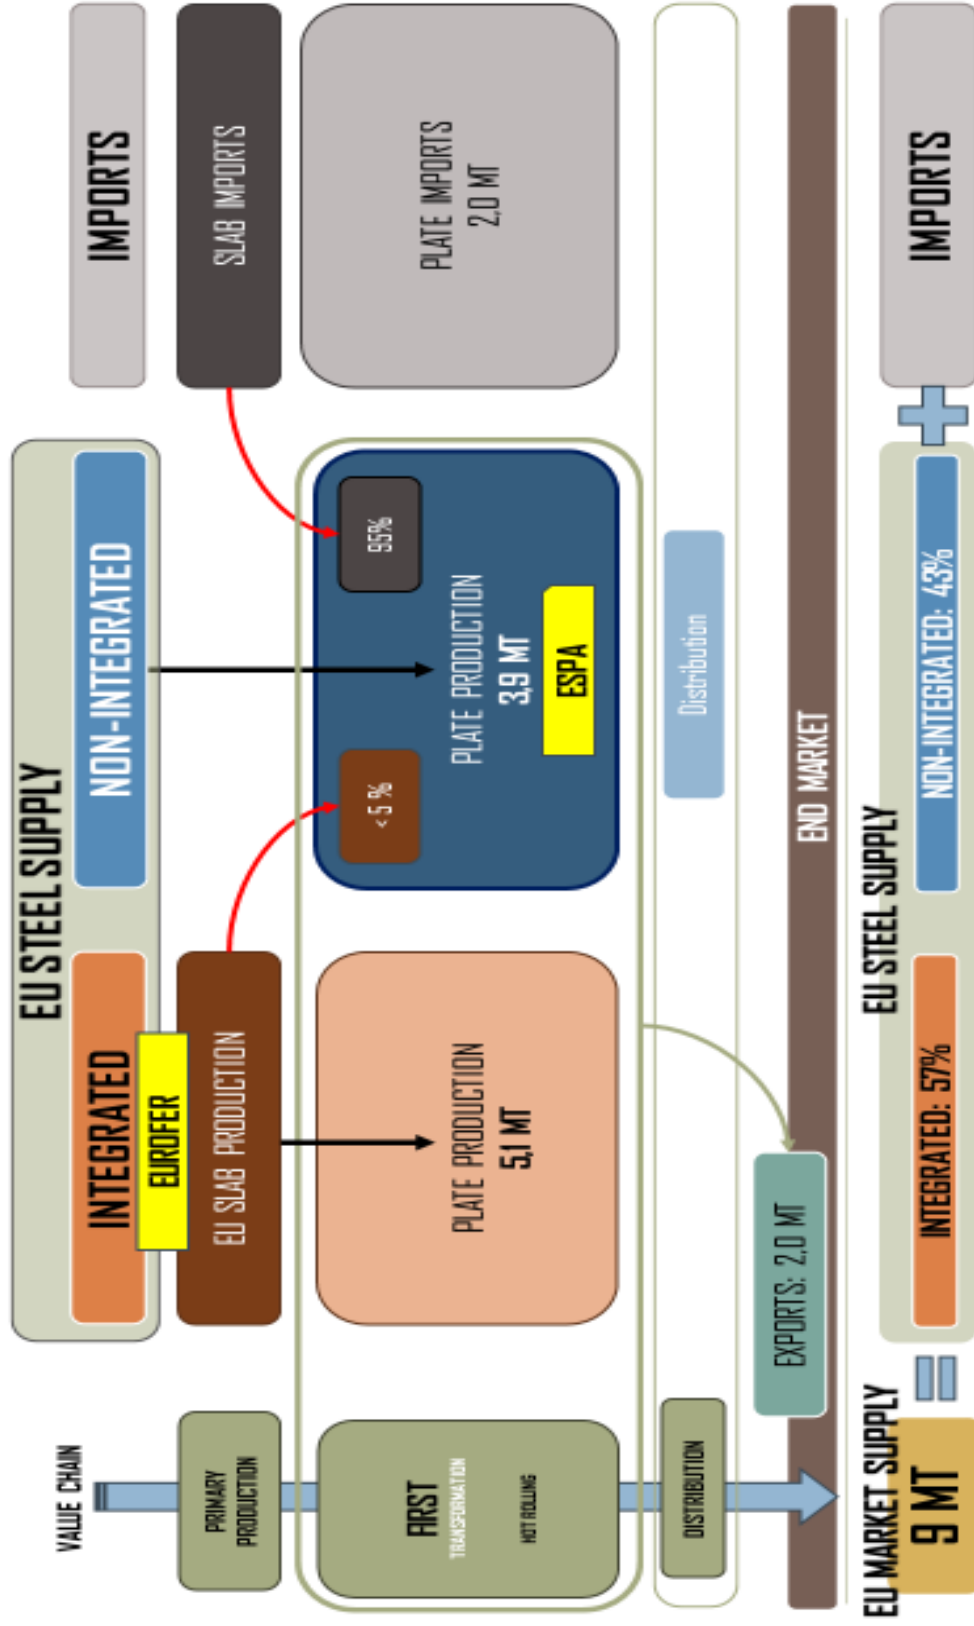 VALUE CHAIN
EU STEEL SUPPLY
INTEGRATED
NON-INTEGRATED
IMPORTS
EUROFER
PRIMARY
PRODUCTION
EU SLAB PRODUCTION
SLAB IMPORTS
FIRST
TRANSFORMATION
HOT ROLLING
PLATE PRODUCTION
5,1 MT
< 5 %
95%
PLATE PRODUCTION
3,9 MT
ESPA
PLATE IMPORTS
2,0 MT
DISTRIBUTION
Distribution
EXPORTS: 2,0 MT
END MARKET
EU MARKET SUPPLY
9 MT
=
EU STEEL SUPPLY
INTEGRATED: 57%
NON-INTEGRATED: 43%
+
IMPORTS